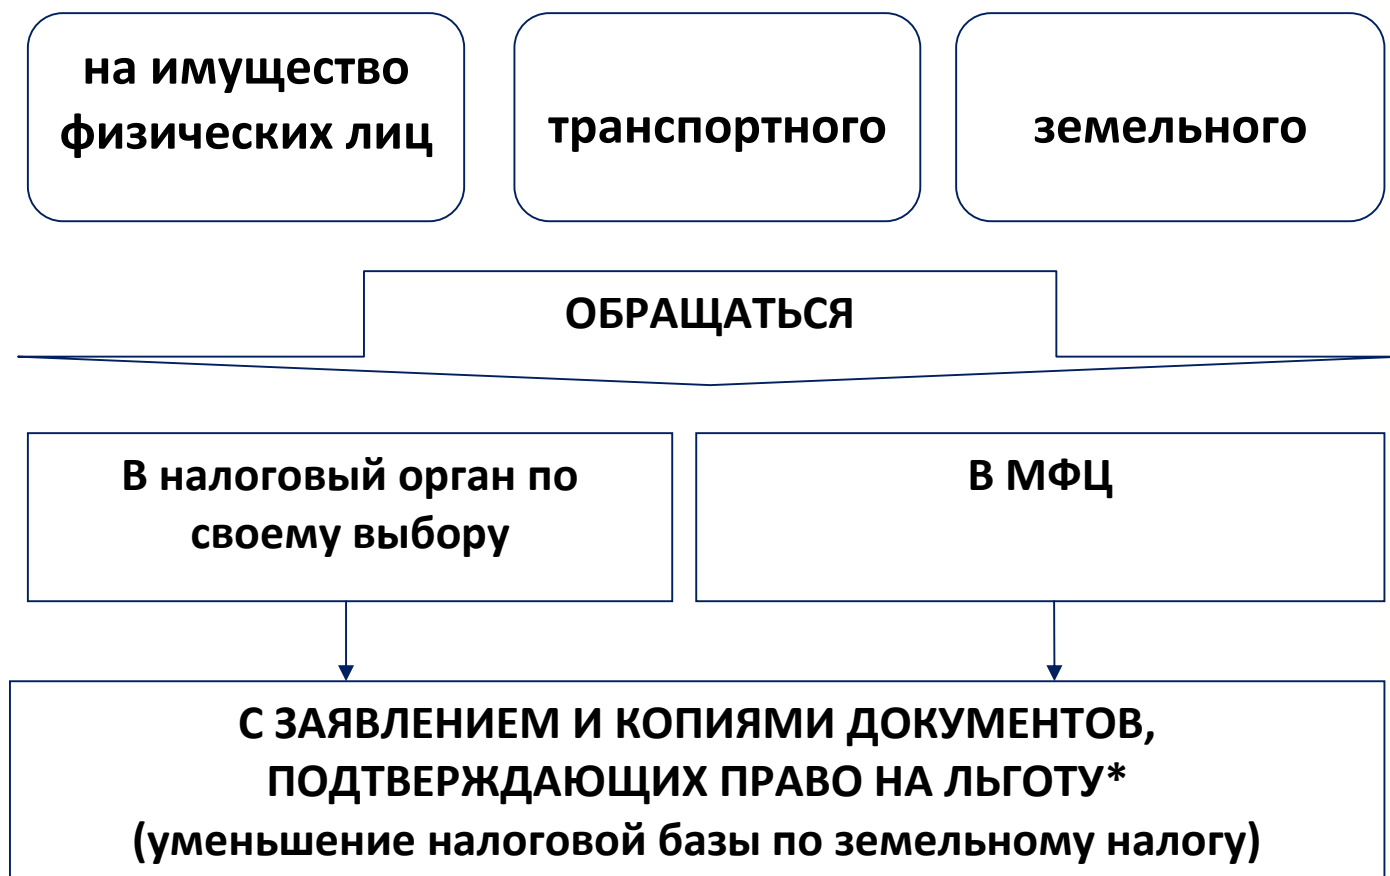 на имущество
физических лиц
транспортного
земельного
ОБРАЩАТЬСЯ
В налоговый орган по
своему выбору
В МФЦ
С ЗАЯВЛЕНИЕМ И КОПИЯМИ ДОКУМЕНТОВ,
ПОДТВЕРЖДАЮЩИХ ПРАВО НА ЛЬГОТУ*
(уменьшение налоговой базы по земельному налогу)